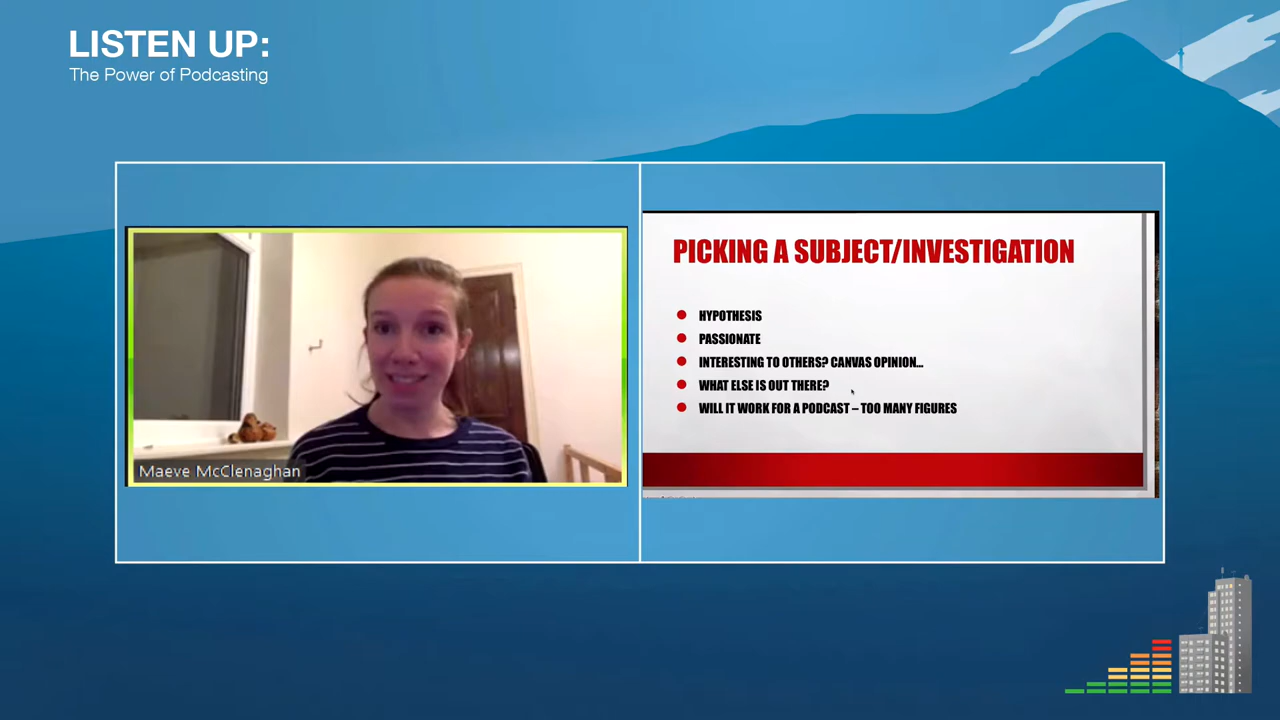 LISTEN UP:
The Power of Podcasting
Maeve McClenaghan
PICKING A SUBJECT/INVESTIGATION
HYPOTHESIS
PASSIONATE
INTERESTING TO OTHERS? CANVAS OPINION...
WHAT ELSE IS OUT THERE?
WILL IT WORK FOR A PODCAST – TOO MANY FIGURES